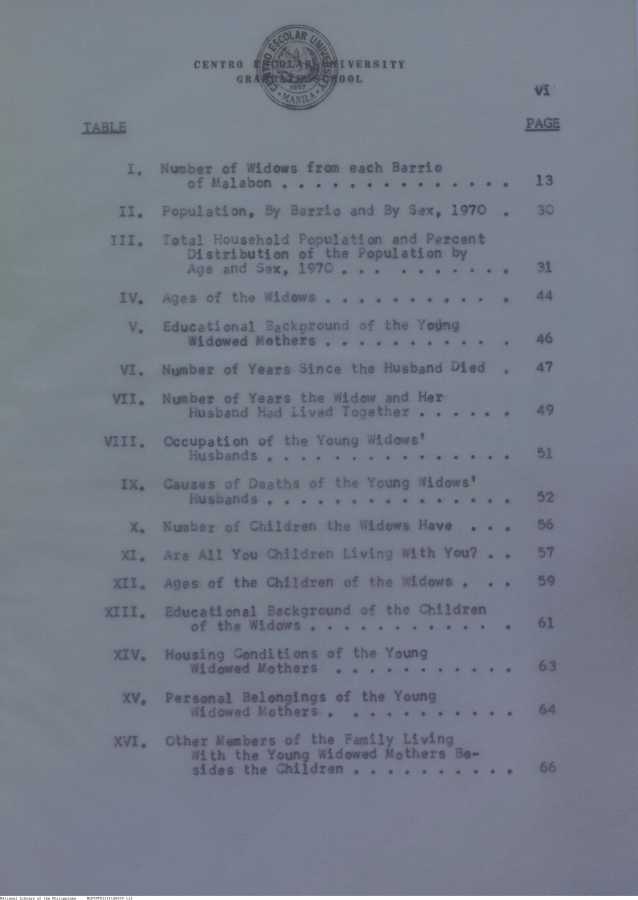 CENTRO ESCOLAR UNIVERSITY
GRADUATE SCHOOL
vi
TABLE PAGE
I. Number of Widows from each Barrio
of Malabon . . . . . . . . . . . . . . 13
II. Population, By Barrio and By Sex, 1970 . 30
III. Total Household Population and Percent
Distribution of the Population by
Age and Sex, 1970 . . . . . . . . . . . 31
IV. Ages of the Widows . . . . . . . . . . . 44
V. Educational Background of the Young
Widowed Mothers . . . . . . . . . . . 46
VI. Number of Years Since the Husband Died . 47
VII. Number of Years the Widow and Her
Husband Had Lived Together . . . . . . 49
VIII. Occupation of the Young Widows'
Husbands . . . . . . . . . . . . . . . 51
IX. Causes of Deaths of the Young Widows'
Husbands . . . . . . . . . . . . . . . 52
X. Number of Children the Widows Have . . . 56
XI. Are All You Children Living With You? . . 57
XII. Ages of the Children of the Widows . . . 59
XIII. Educational Background of the Children
of the Widows . . . . . . . . . . . . 61
XIV. Housing Conditions of the Young
Widowed Mothers . . . . . . . . . . . 63
XV. Personal Belongings of the Young
Widowed Mothers . . . . . . . . . . . 64
XVI. Other Members of the Family Living
With the Young Widowed Mothers Be-
sides the Children . . . . . . . . . . 66
National Library of the Philippines